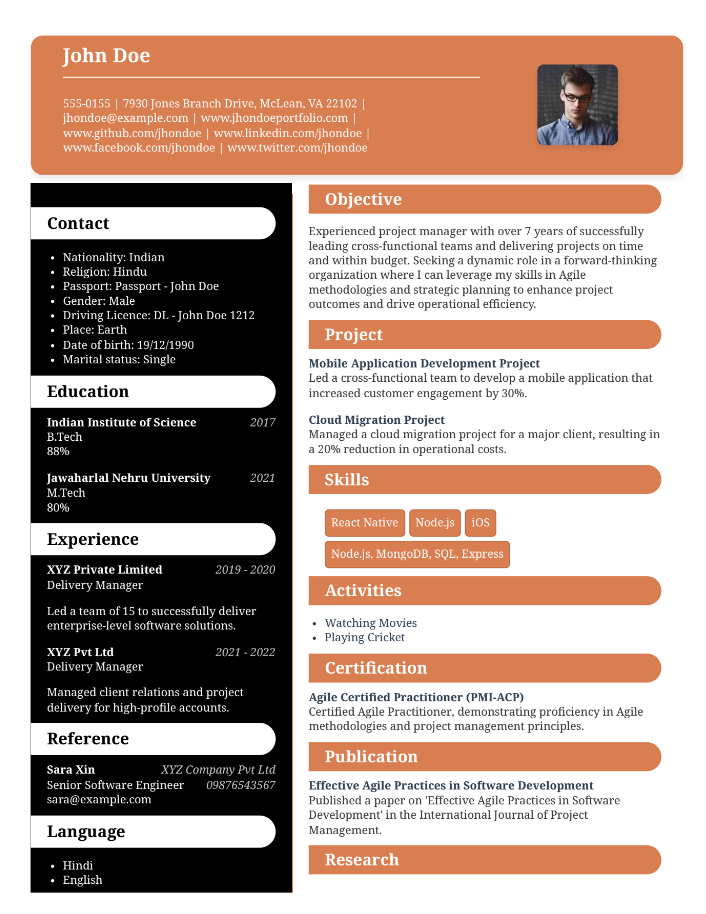 John Doe
555-0155 | 7930 Jones Branch Drive, McLean, VA 22102 |
jhondoe@example.com | www.jhondoeportfolio.com |
www.github.com/jhondoe | www.linkedin.com/jhondoe |
www.facebook.com/jhondoe | www.twitter.com/jhondoe
Contact
• Nationality: Indian
• Religion: Hindu
• Passport: Passport - John Doe
• Gender: Male
• Driving Licence: DL - John Doe 1212
• Place: Earth
• Date of birth: 19/12/1990
• Marital status: Single
Education
Indian Institute of Science 2017
B.Tech
88%
Jawaharlal Nehru University 2021
M.Tech
80%
Experience
XYZ Private Limited 2019 - 2020
Delivery Manager
Led a team of 15 to successfully deliver
enterprise-level software solutions.
XYZ Pvt Ltd 2021 - 2022
Delivery Manager
Managed client relations and project
delivery for high-profile accounts.
Reference
Sara Xin XYZ Company Pvt Ltd
Senior Software Engineer 09876543567
sara@example.com
Language
• Hindi
• English
Objective
Experienced project manager with over 7 years of successfully
leading cross-functional teams and delivering projects on time
and within budget. Seeking a dynamic role in a forward-thinking
organization where I can leverage my skills in Agile
methodologies and strategic planning to enhance project
outcomes and drive operational efficiency.
Project
Mobile Application Development Project
Led a cross-functional team to develop a mobile application that
increased customer engagement by 30%.
Cloud Migration Project
Managed a cloud migration project for a major client, resulting in
a 20% reduction in operational costs.
Skills
React Native Node.js iOS
Node.js, MongoDB, SQL, Express
Activities
• Watching Movies
• Playing Cricket
Certification
Agile Certified Practitioner (PMI-ACP)
Certified Agile Practitioner, demonstrating proficiency in Agile
methodologies and project management principles.
Publication
Effective Agile Practices in Software Development
Published a paper on 'Effective Agile Practices in Software
Development' in the International Journal of Project
Management.
Research